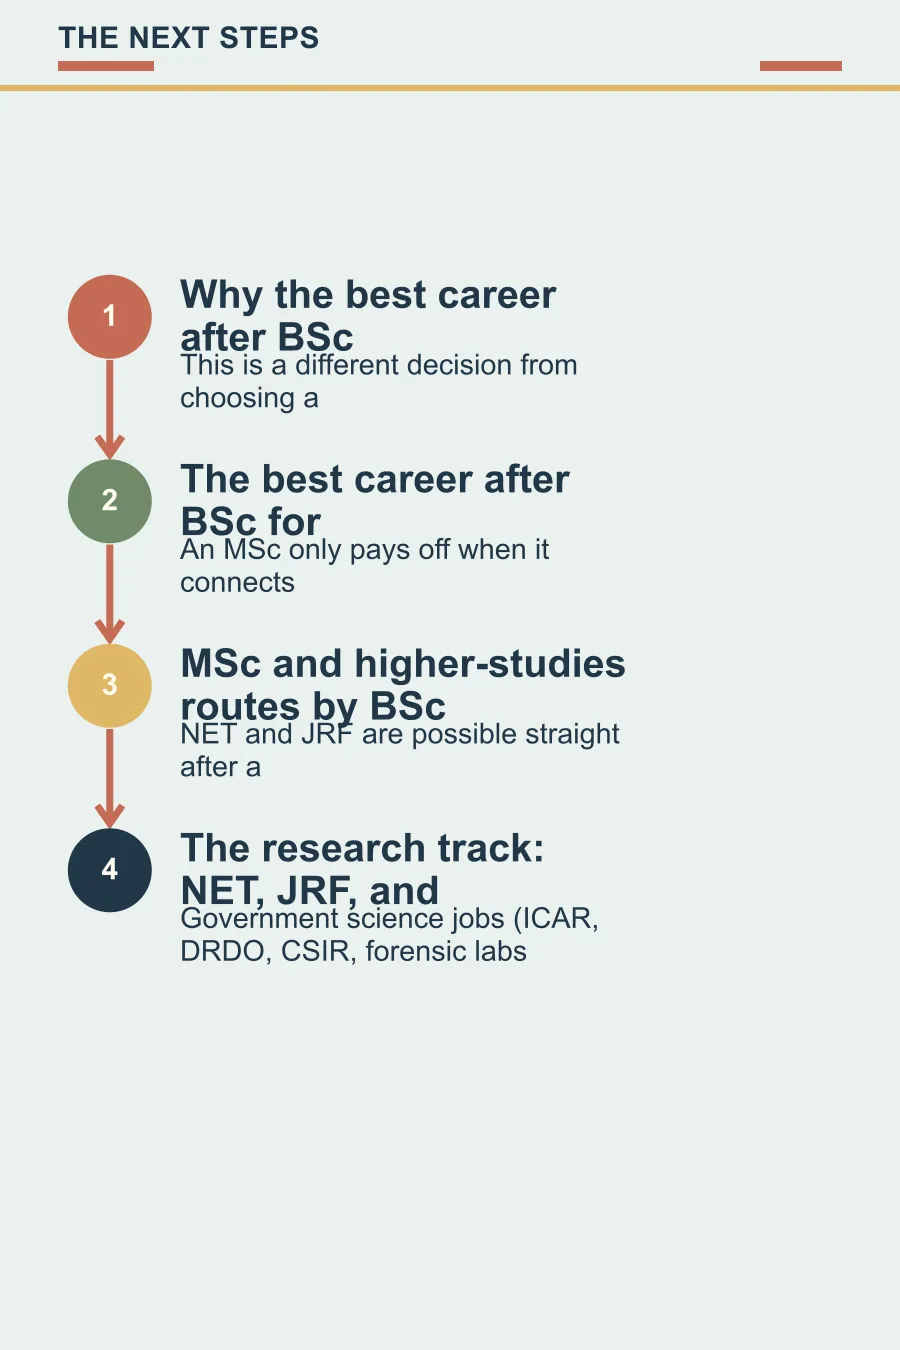 THE NEXT STEPS
1
Why the best career
after BSc
This is a different decision from
choosing a
2
The best career after
BSc for
An MSc only pays off when it
connects
3
MSc and higher-studies
routes by BSc
NET and JRF are possible straight
after a
4
The research track:
NET, JRF, and
Government science jobs (ICAR,
DRDO, CSIR, forensic labs